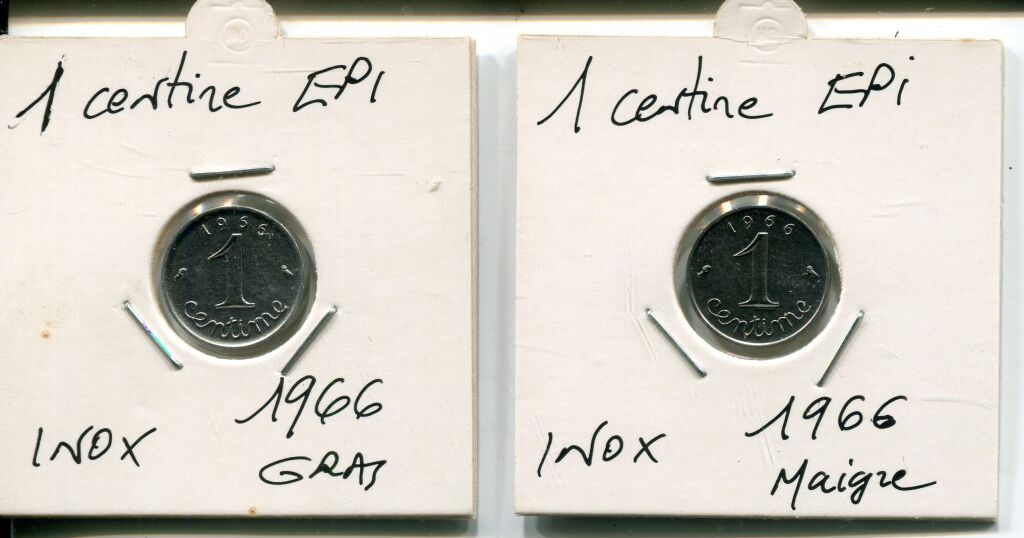 1 centime EPI
1966
1
centime
1966
INOX
GRAS
1 centime EPi
1966
1
centime
1966
INOX
Maigre